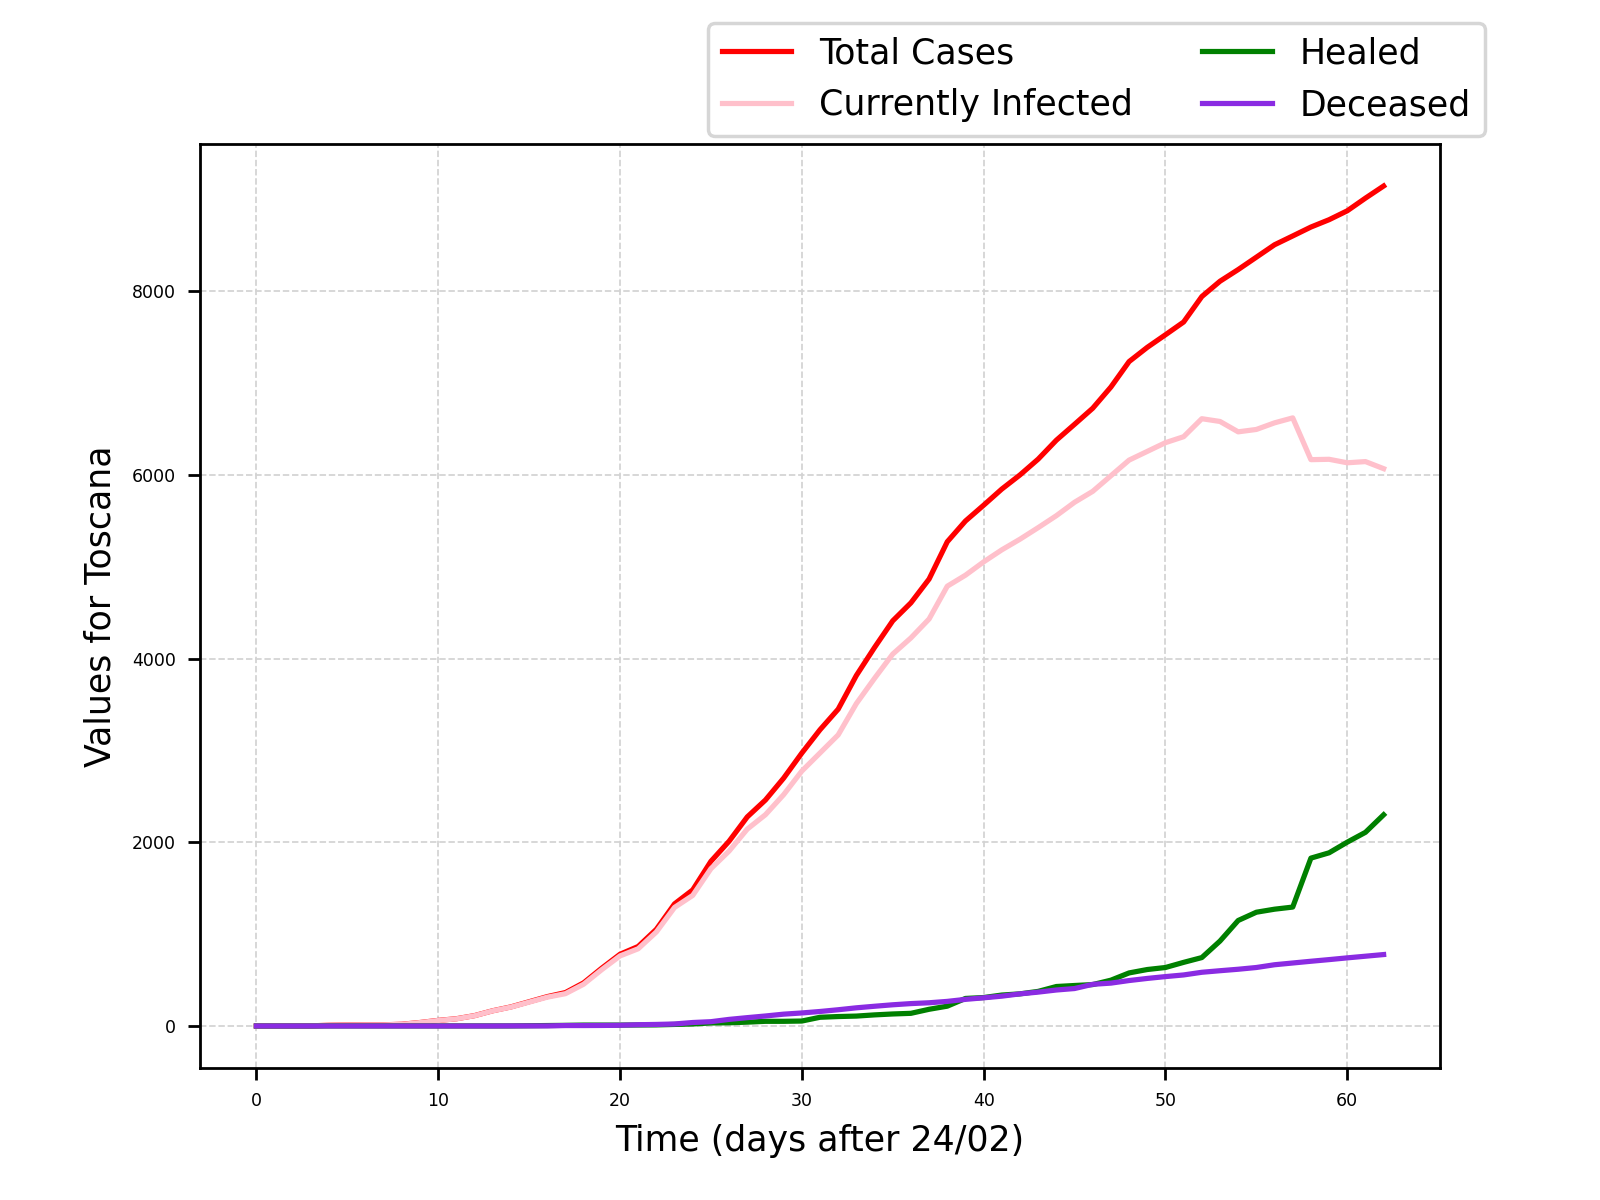 Total Cases
Currently Infected
Healed
Deceased
Values for Toscana
8000
6000
4000
2000
0
0 10 20 30 40 50 60
Time (days after 24/02)